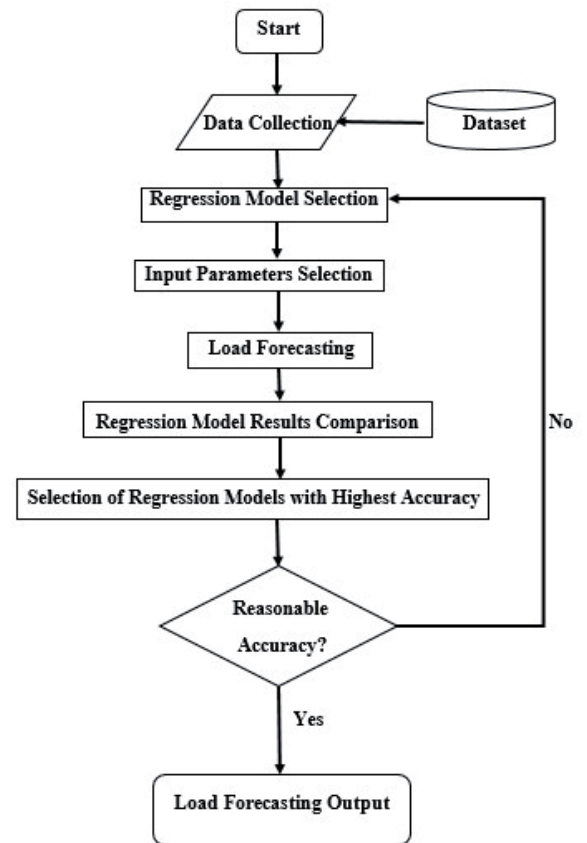 Start
Data Collection
Dataset
Regression Model Selection
Input Parameters Selection
Load Forecasting
Regression Model Results Comparison
No
Selection of Regression Models with Highest Accuracy
Reasonable
Accuracy?
Yes
Load Forecasting Output